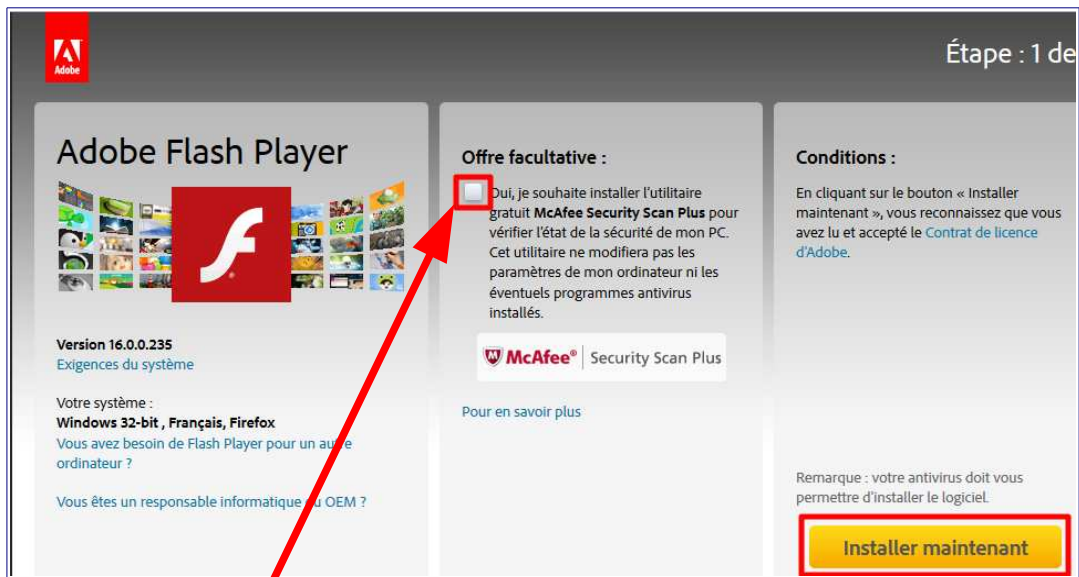 Adobe
Étape : 1 de
Adobe Flash Player
Version 16.0.0.235
Exigences du système
Votre système :
Windows 32-bit , Français, Firefox
Vous avez besoin de Flash Player pour un autre
ordinateur ?
Vous êtes un responsable informatique ou OEM ?
Offre facultative :
Oui, je souhaite installer l'utilitaire
gratuit McAfee Security Scan Plus pour
vérifier l'état de la sécurité de mon PC.
Cet utilitaire ne modifiera pas les
paramètres de mon ordinateur ni les
éventuels programmes antivirus
installés.
McAfee® Security Scan Plus
Pour en savoir plus
Conditions :
En cliquant sur le bouton « Installer
maintenant », vous reconnaissez que vous
avez lu et accepté le Contrat de licence
d'Adobe.
Remarque : votre antivirus doit vous
permettre d'installer le logiciel.
Installer maintenant